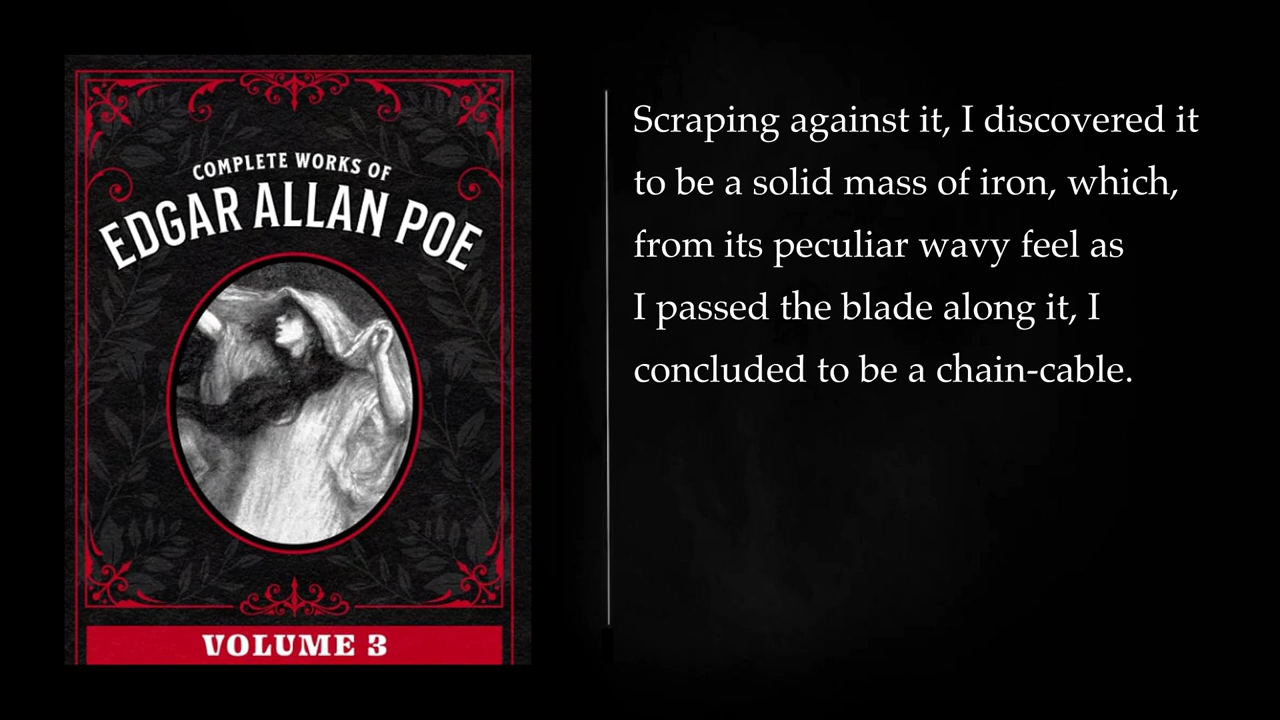 COMPLETE WORKS OF
EDGAR ALLAN POE
VOLUME 3
Scraping against it, I discovered it
to be a solid mass of iron, which,
from its peculiar wavy feel as
I passed the blade along it, I
concluded to be a chain-cable.